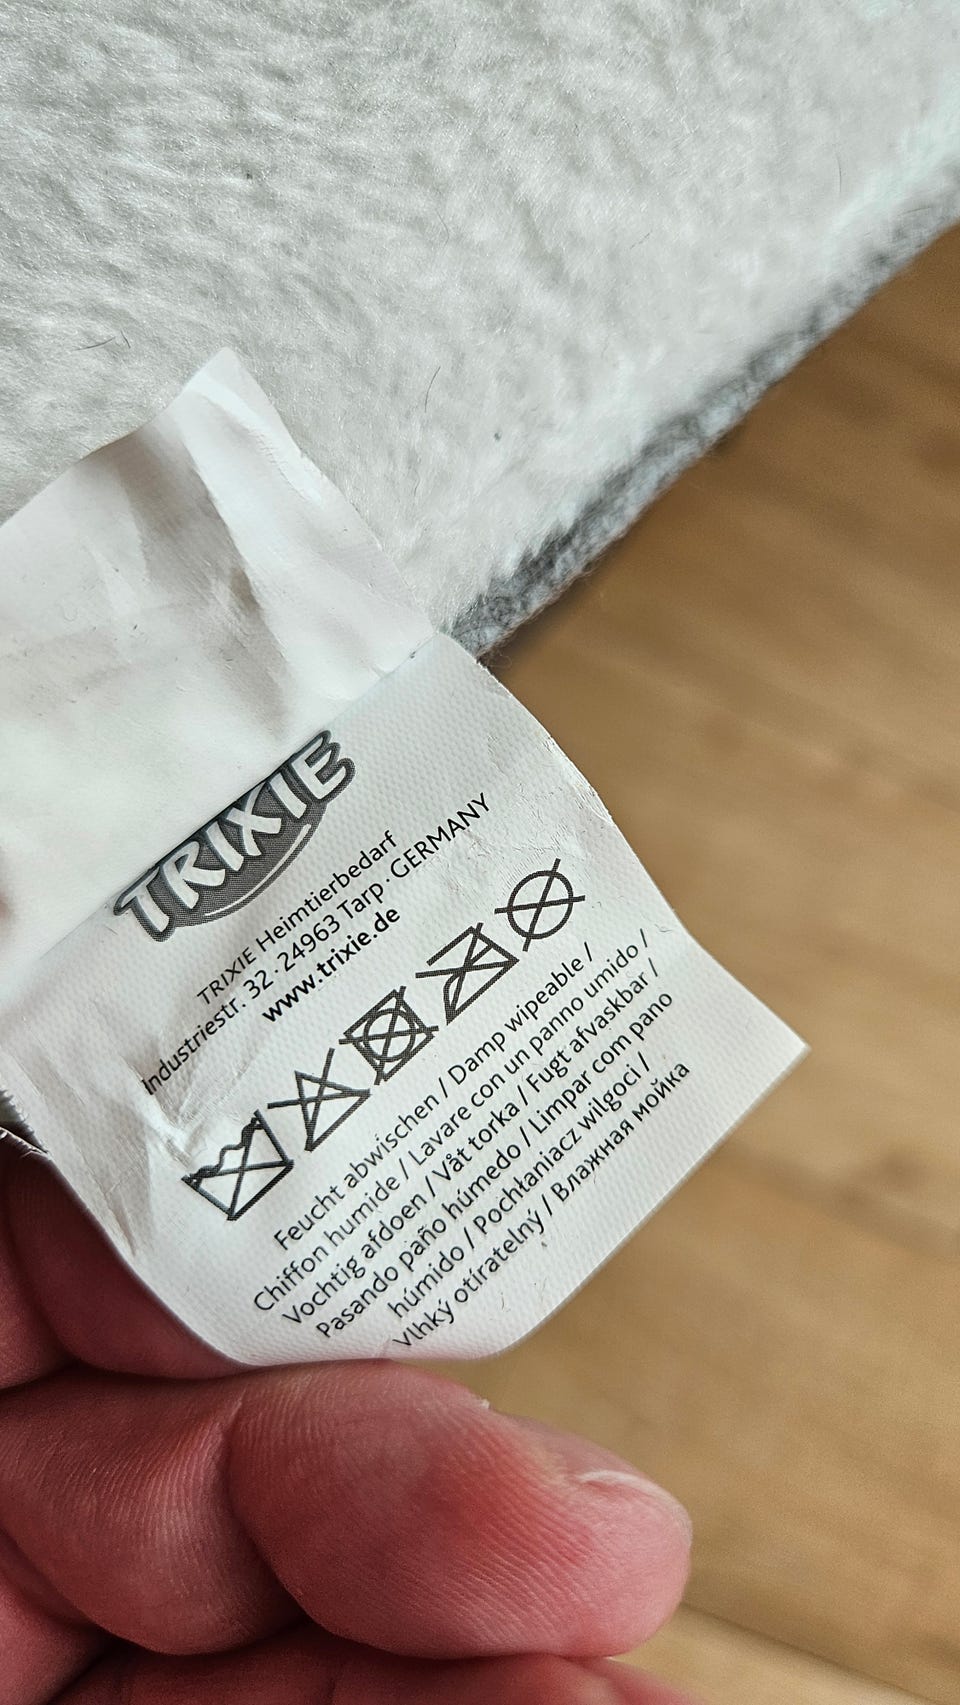 TRIXIE
TRIXIE Heimtierbedarf
Industriestr. 32 · 24963 Tarp · GERMANY
www.trixie.de
Feucht abwischen / Damp wipeable /
Chiffon humide / Lavare con un panno umido /
Vochtig afdoen / Våt torka / Fugt afvaskbar /
Pasando paño húmedo / Limpar com pano
húmido / Pochłaniacz wilgoci /
Vlhký otíratelný / Влажная мойка